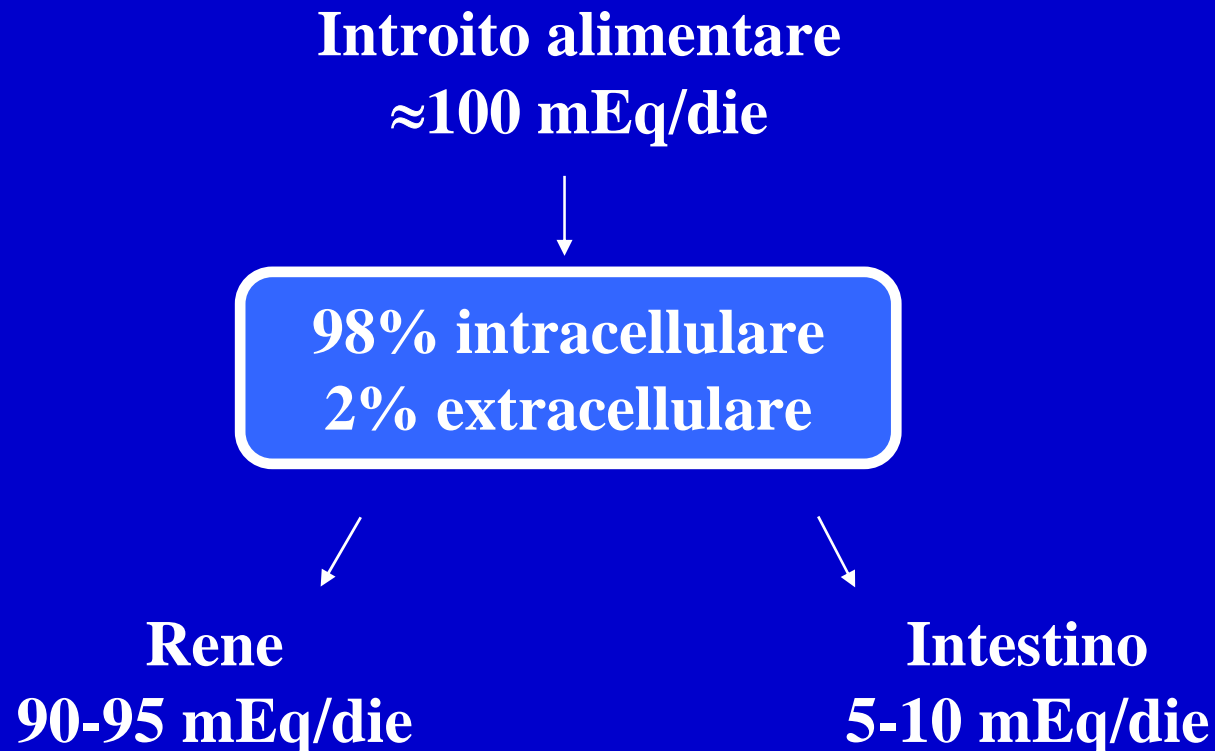 Introito alimentare
≈100 mEq/die
98% intracellulare
2% extracellulare
Rene
90-95 mEq/die
Intestino
5-10 mEq/die